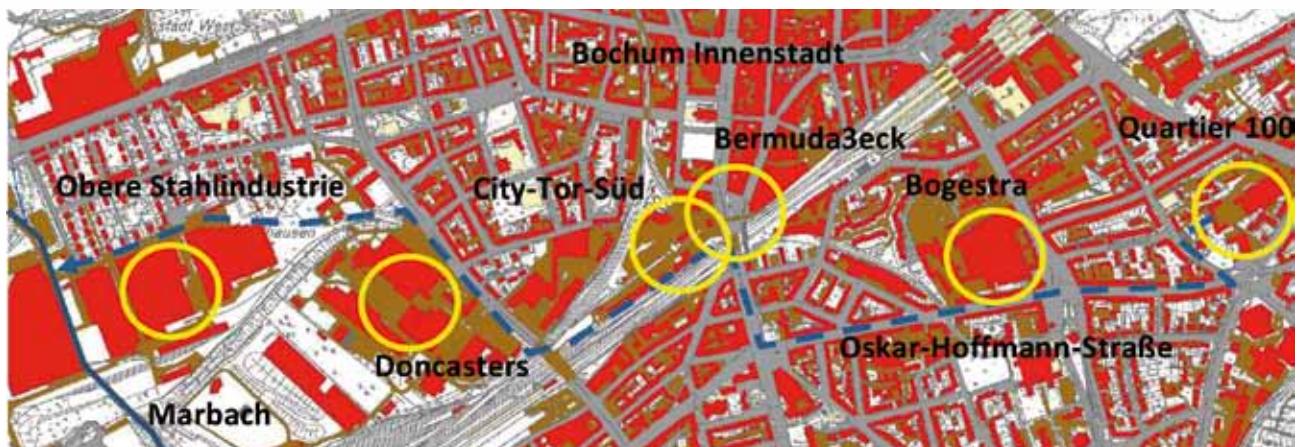 Bochum Innenstadt
Bermuda3eck
Quartier 100
Obere Stahlindustrie
City-Tor-Süd
Bogestra
Oskar-Hoffmann-Straße
Doncasters
Marbach